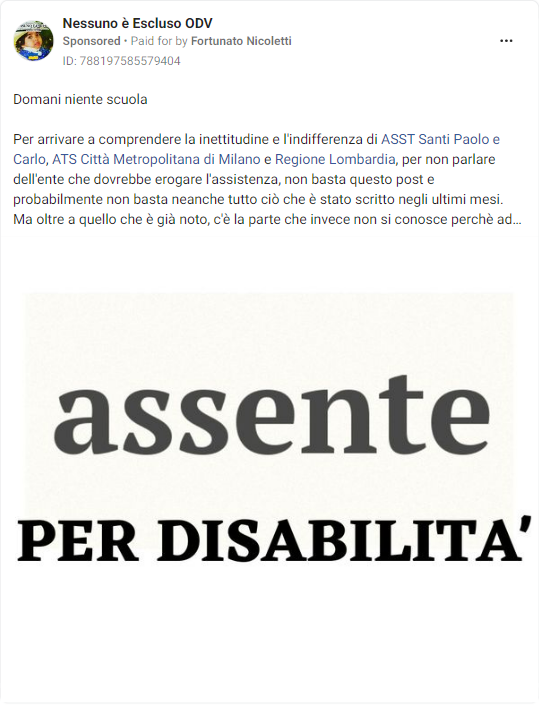 Nessuno è Escluso ODV
Sponsored • Paid for by Fortunato Nicoletti
ID: 788197585579404
Domani niente scuola
Per arrivare a comprendere la inettitudine e l'indifferenza di ASST Santi Paolo e
Carlo, ATS Città Metropolitana di Milano e Regione Lombardia, per non parlare
dell'ente che dovrebbe erogare l'assistenza, non basta questo post e
probabilmente non basta neanche tutto ciò che è stato scritto negli ultimi mesi.
Ma oltre a quello che è già noto, c'è la parte che invece non si conosce perchè ad...
assente
PER DISABILITA'